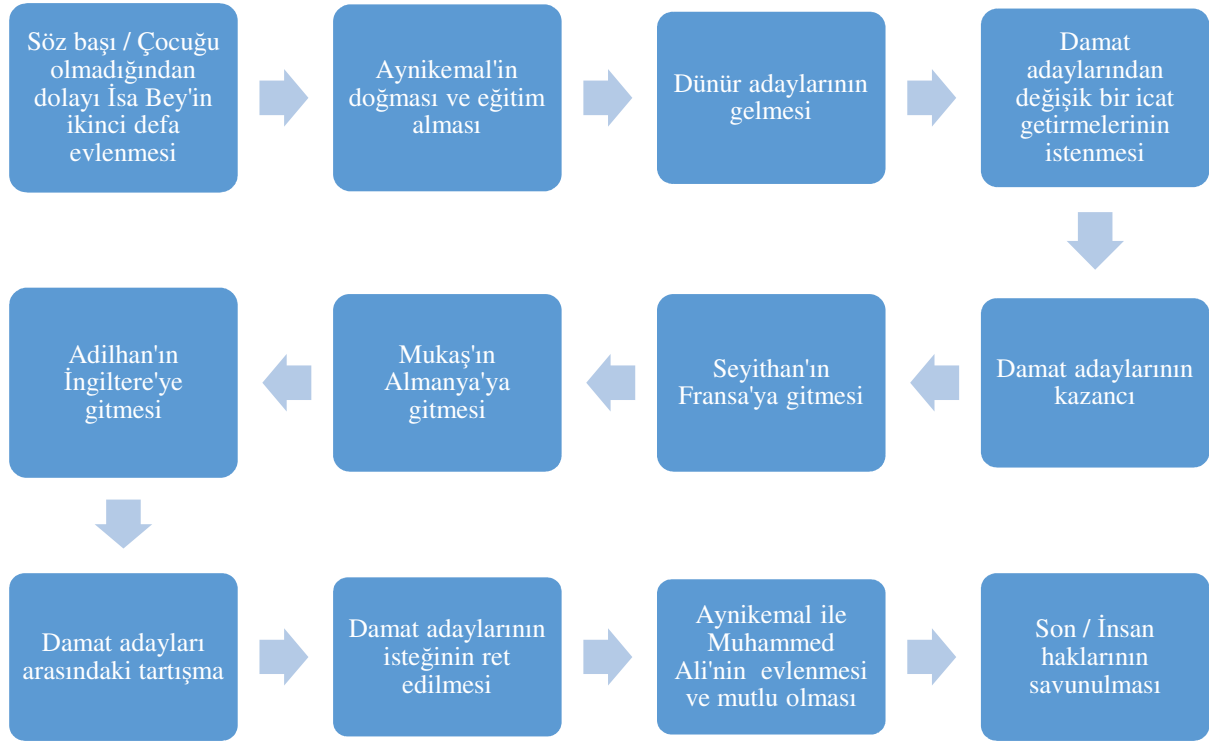 Söz başı / Çocuğu
olmadığından
dolayı İsa Bey'in
ikinci defa
evlenmesi
Aynikemal'in
doğması ve eğitim
alması
Dünür adaylarının
gelmesi
Damat
adaylarından
değişik bir icat
getirmelerinin
istenmesi
Damat adaylarının
kazancı
Seyithan'ın
Fransa'ya gitmesi
Mukaş'ın
Almanya'ya
gitmesi
Adilhan'ın
İngiltere'ye
gitmesi
Damat adayları
arasındaki tartışma
Damat adaylarının
isteğinin ret
edilmesi
Aynikemal ile
Muhammed
Ali'nin evlenmesi
ve mutlu olması
Son / İnsan
haklarının
savunulması